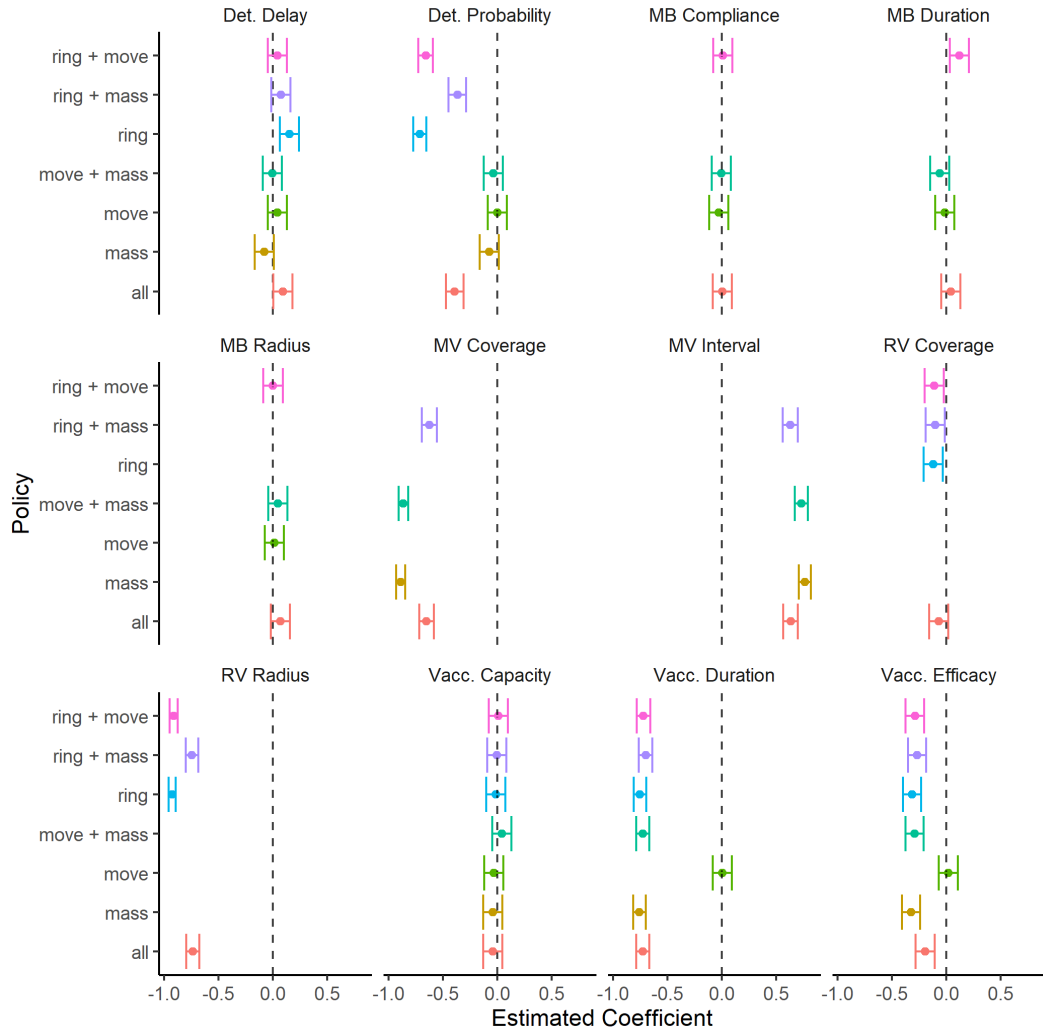 Det. Delay Det. Probability MB Compliance MB Duration
ring + move
ring + mass
ring
move + mass
move
mass
all
MB Radius MV Coverage MV Interval RV Coverage
ring + move
ring + mass
ring
move + mass
move
mass
all
Policy
RV Radius Vacc. Capacity Vacc. Duration Vacc. Efficacy
ring + move
ring + mass
ring
move + mass
move
mass
all
-1.0 -0.5 0.0 0.5 -1.0 -0.5 0.0 0.5 -1.0 -0.5 0.0 0.5 -1.0 -0.5 0.0 0.5
Estimated Coefficient